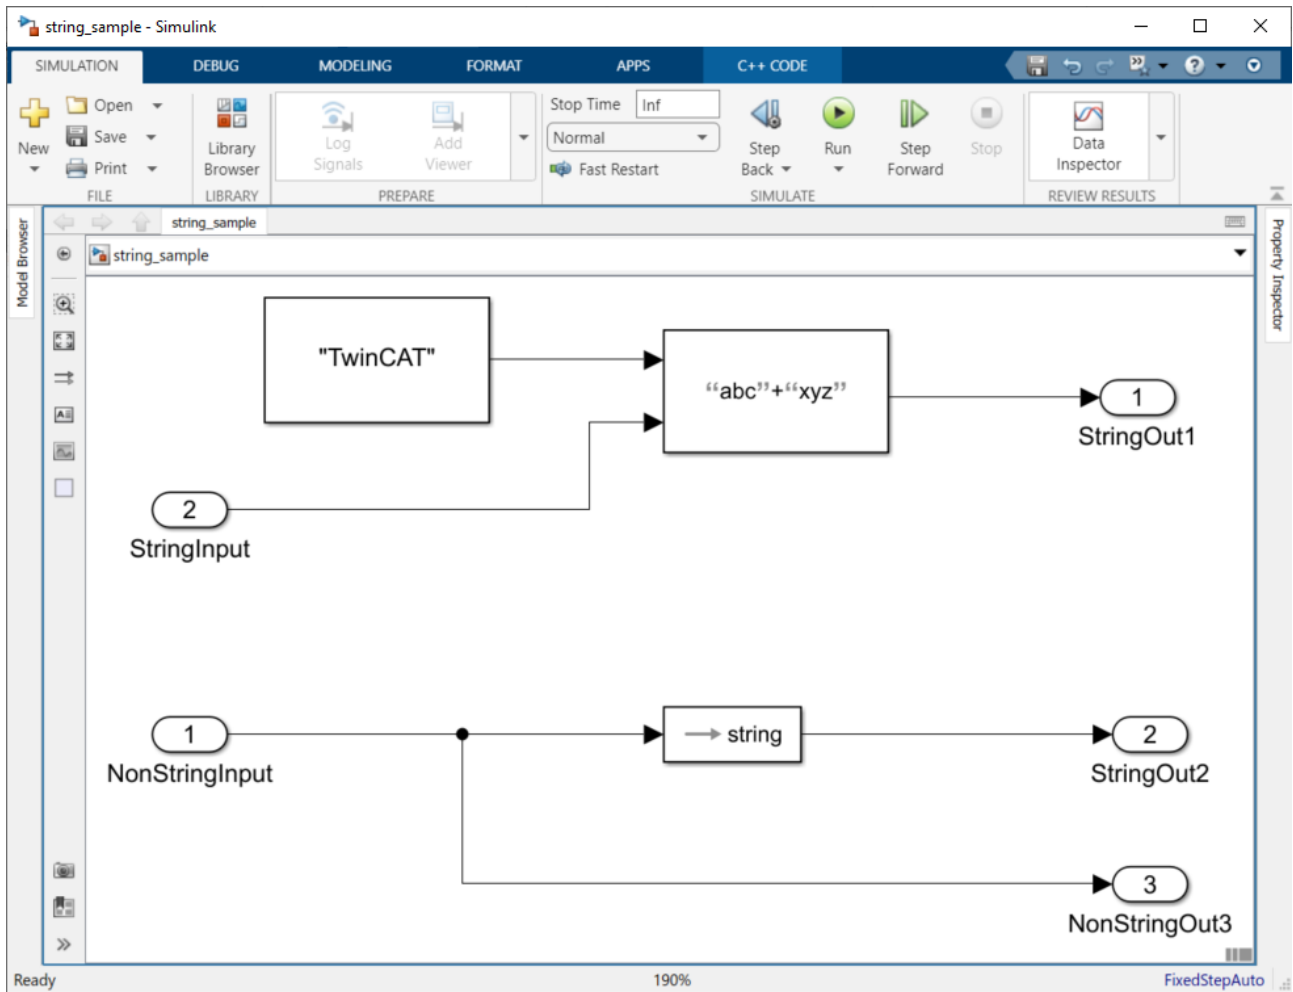 string_sample - Simulink
SIMULATION DEBUG MODELING FORMAT APPS C++ CODE
New
Open
Save
Print
FILE
Library
Browser
LIBRARY
Log
Signals
Add
Viewer
PREPARE
Stop Time Inf
Normal
Fast Restart
Step
Back
Run
Step
Forward
Stop
SIMULATE
Data
Inspector
REVIEW RESULTS
Model Browser
string_sample
string_sample
Property Inspector
"TwinCAT"
“abc”+“xyz”
1
StringOut1
2
StringInput
1
NonStringInput
string
2
StringOut2
3
NonStringOut3
Ready 190% FixedStepAuto